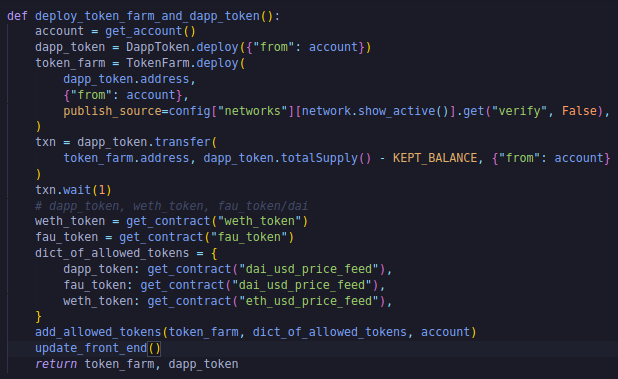 def deploy_token_farm_and_dapp_token():
    account = get_account()
    dapp_token = DappToken.deploy({"from": account})
    token_farm = TokenFarm.deploy(
        dapp_token.address,
        {"from": account},
        publish_source=config["networks"][network.show_active()].get("verify", False),
    )
    txn = dapp_token.transfer(
        token_farm.address, dapp_token.totalSupply() - KEPT_BALANCE, {"from": account}
    )
    txn.wait(1)
    # dapp_token, weth_token, fau_token/dai
    weth_token = get_contract("weth_token")
    fau_token = get_contract("fau_token")
    dict_of_allowed_tokens = {
        dapp_token: get_contract("dai_usd_price_feed"),
        fau_token: get_contract("dai_usd_price_feed"),
        weth_token: get_contract("eth_usd_price_feed"),
    }
    add_allowed_tokens(token_farm, dict_of_allowed_tokens, account)
    update_front_end()
    return token_farm, dapp_token